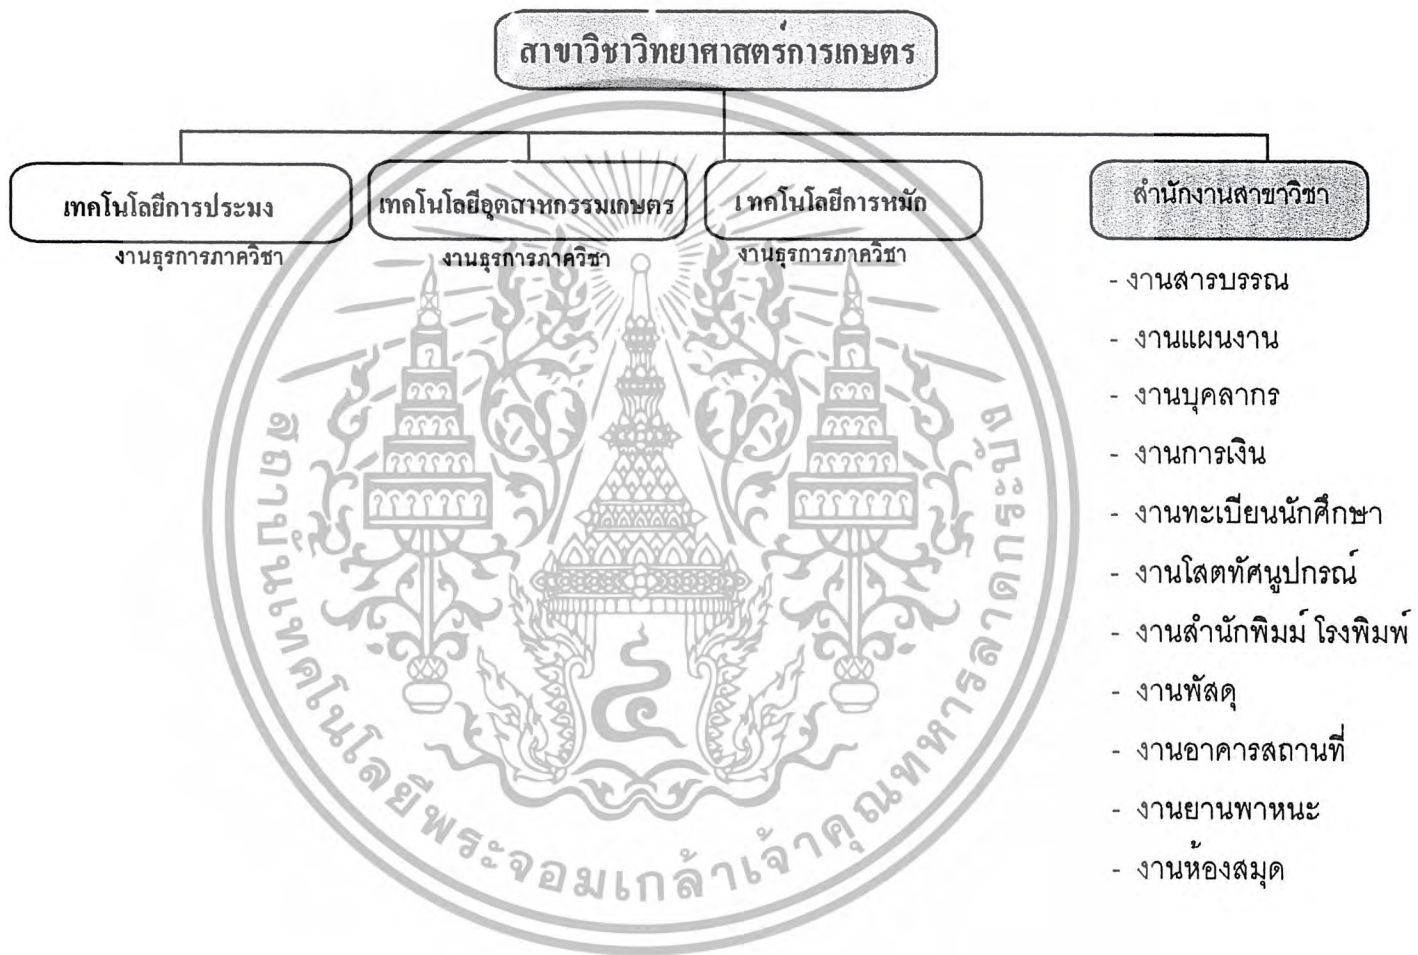 สาขาวิชาวิทยาศาสตร์การเกษตร
เทคโนโลยีการประมง
เทคโนโลยีอุตสาหกรรมเกษตร
เทคโนโลยีการหมัก
สำนักงานสาขาวิชา
งานธุรการภาควิชา
งานธุรการภาควิชา
งานธุรการภาควิชา
- งานสารบรรณ
- งานแผนงาน
- งานบุคลากร
- งานการเงิน
- งานทะเบียนนักศึกษา
- งานโสตทัศนูปกรณ์
- งานสำนักพิมม์ โรงพิมพ์
- งานพัสดุ
- งานอาคารสถานที่
- งานยานพาหนะ
- งานห้องสมุด
สถาบันเทคโนโลยีพระจอมเกล้าเจ้าคุณทหารลาดกระบัง
๔